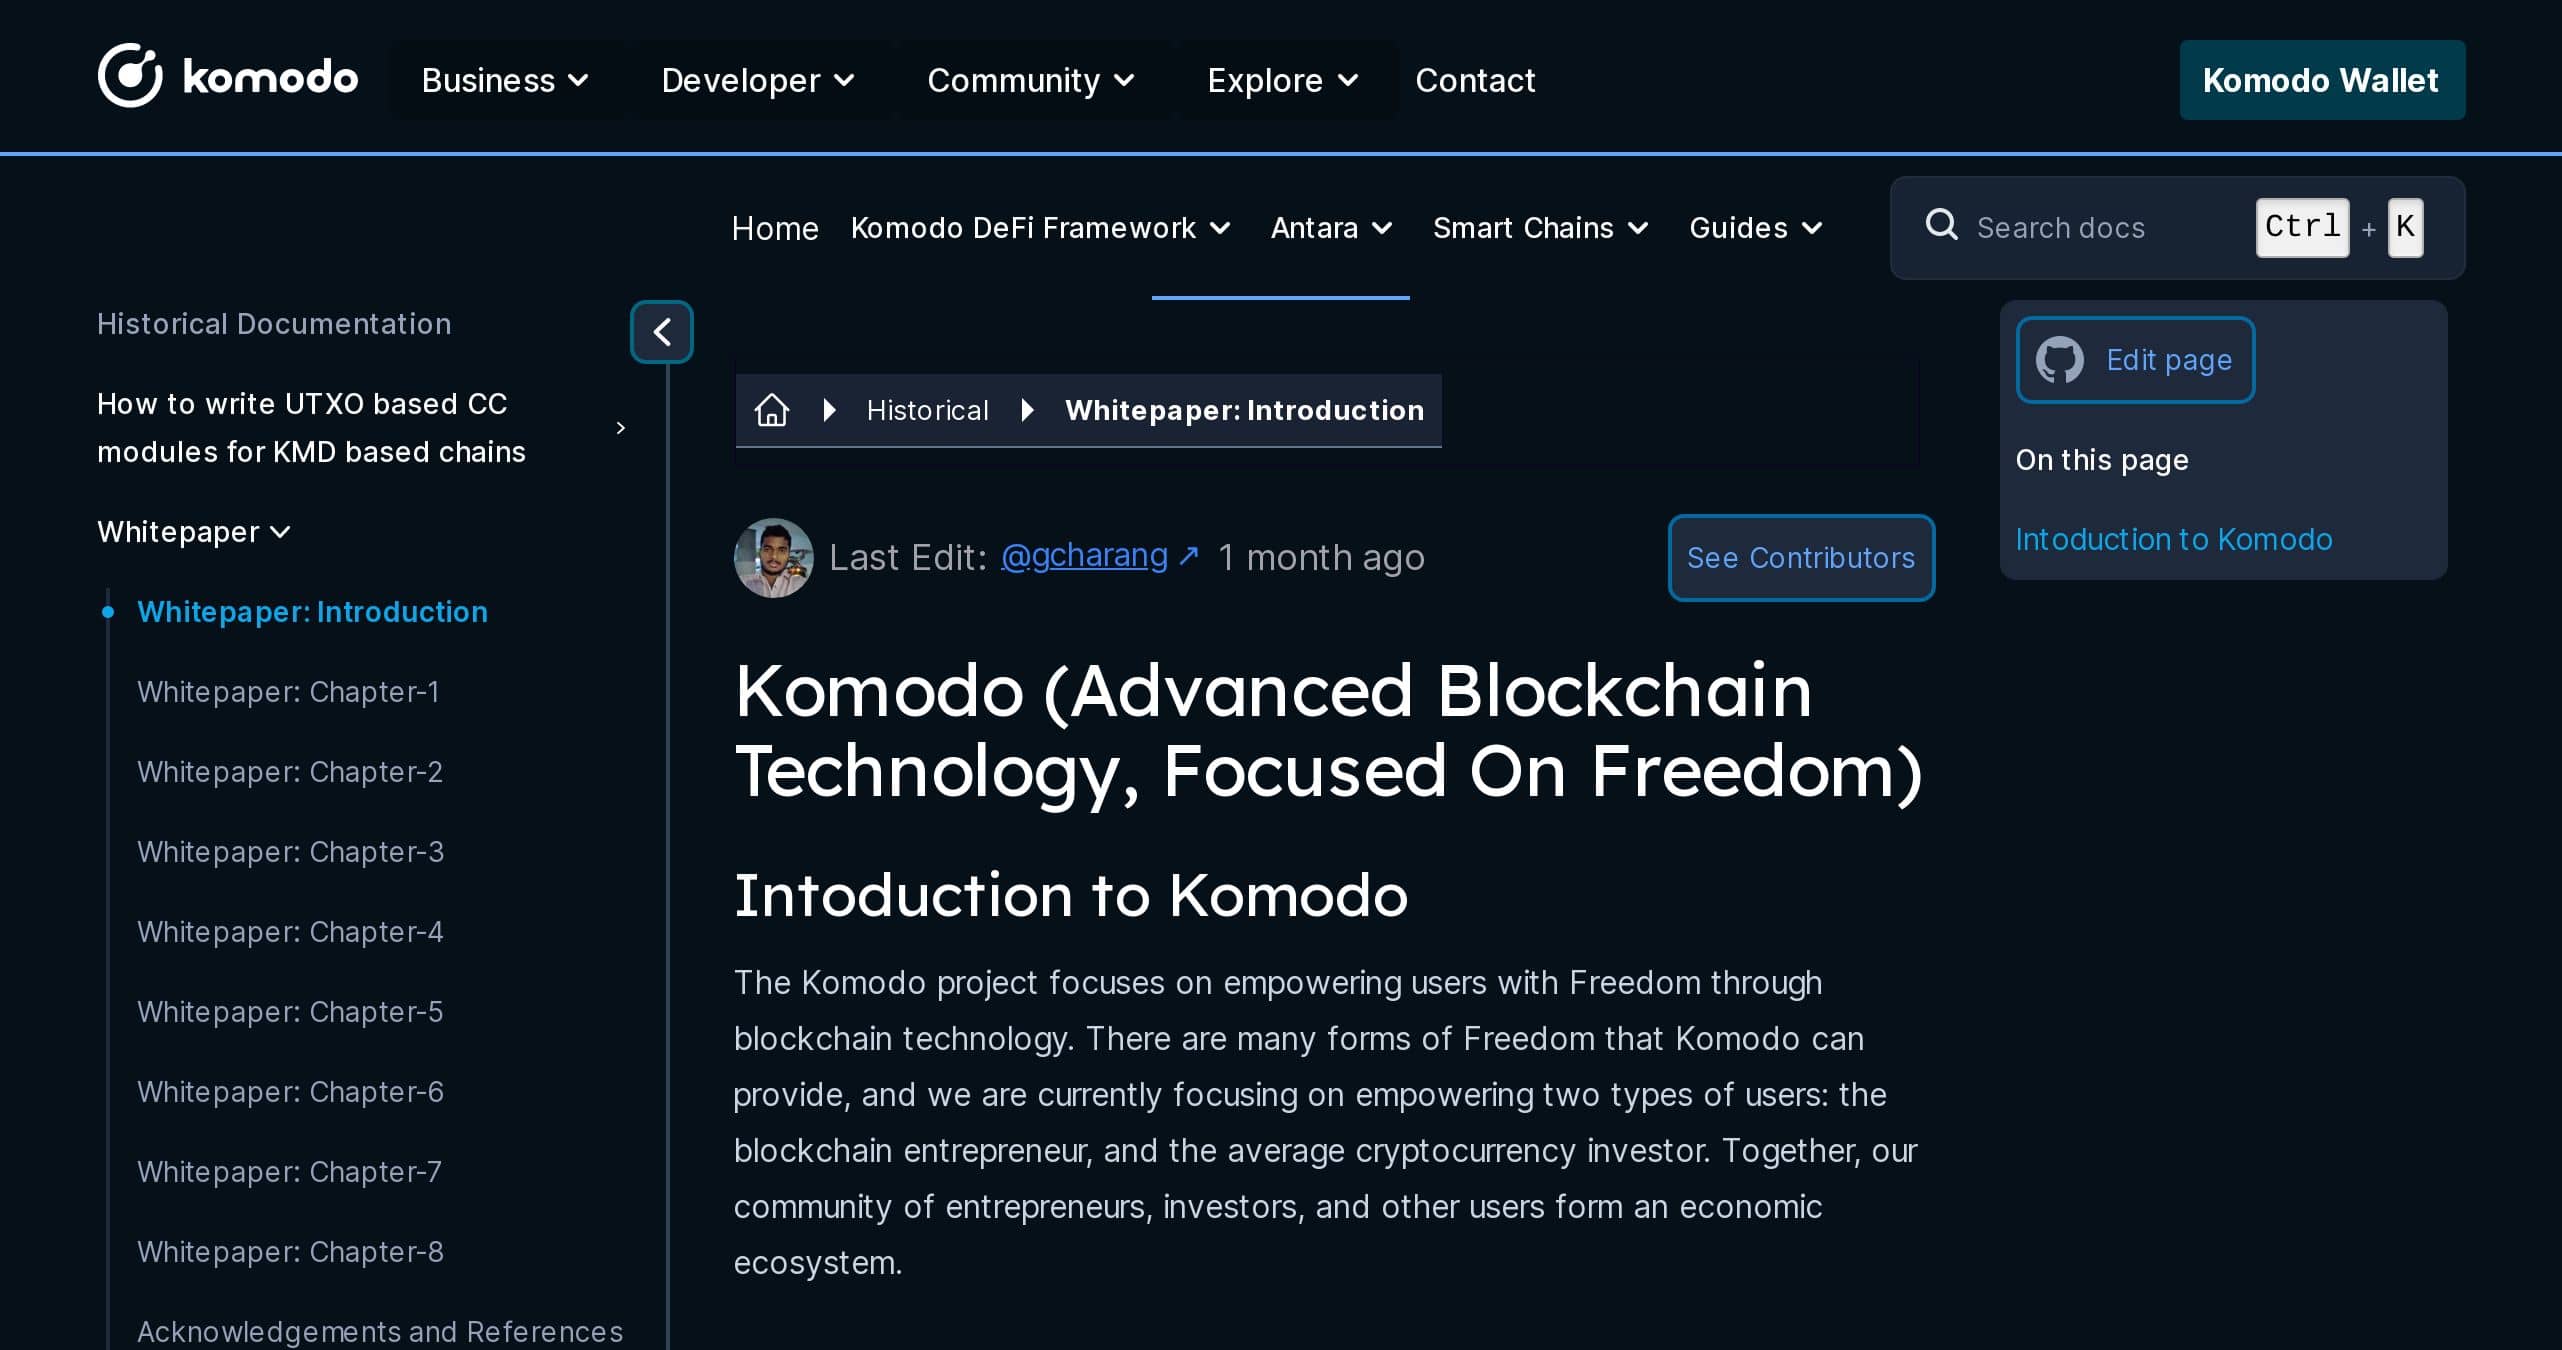 komodo
Business
Developer
Community
Explore
Contact
Komodo Wallet
Home
Komodo DeFi Framework
Antara
Smart Chains
Guides
Search docs
Ctrl + K
Historical Documentation
How to write UTXO based CC
modules for KMD based chains
Whitepaper
Whitepaper: Introduction
Whitepaper: Chapter-1
Whitepaper: Chapter-2
Whitepaper: Chapter-3
Whitepaper: Chapter-4
Whitepaper: Chapter-5
Whitepaper: Chapter-6
Whitepaper: Chapter-7
Whitepaper: Chapter-8
Acknowledgements and References
Historical
Whitepaper: Introduction
Last Edit: @gcharang ↗ 1 month ago
See Contributors
Komodo (Advanced Blockchain
Technology, Focused On Freedom)
Intoduction to Komodo
The Komodo project focuses on empowering users with Freedom through
blockchain technology. There are many forms of Freedom that Komodo can
provide, and we are currently focusing on empowering two types of users: the
blockchain entrepreneur, and the average cryptocurrency investor. Together, our
community of entrepreneurs, investors, and other users form an economic
ecosystem.
Edit page
On this page
Intoduction to Komodo